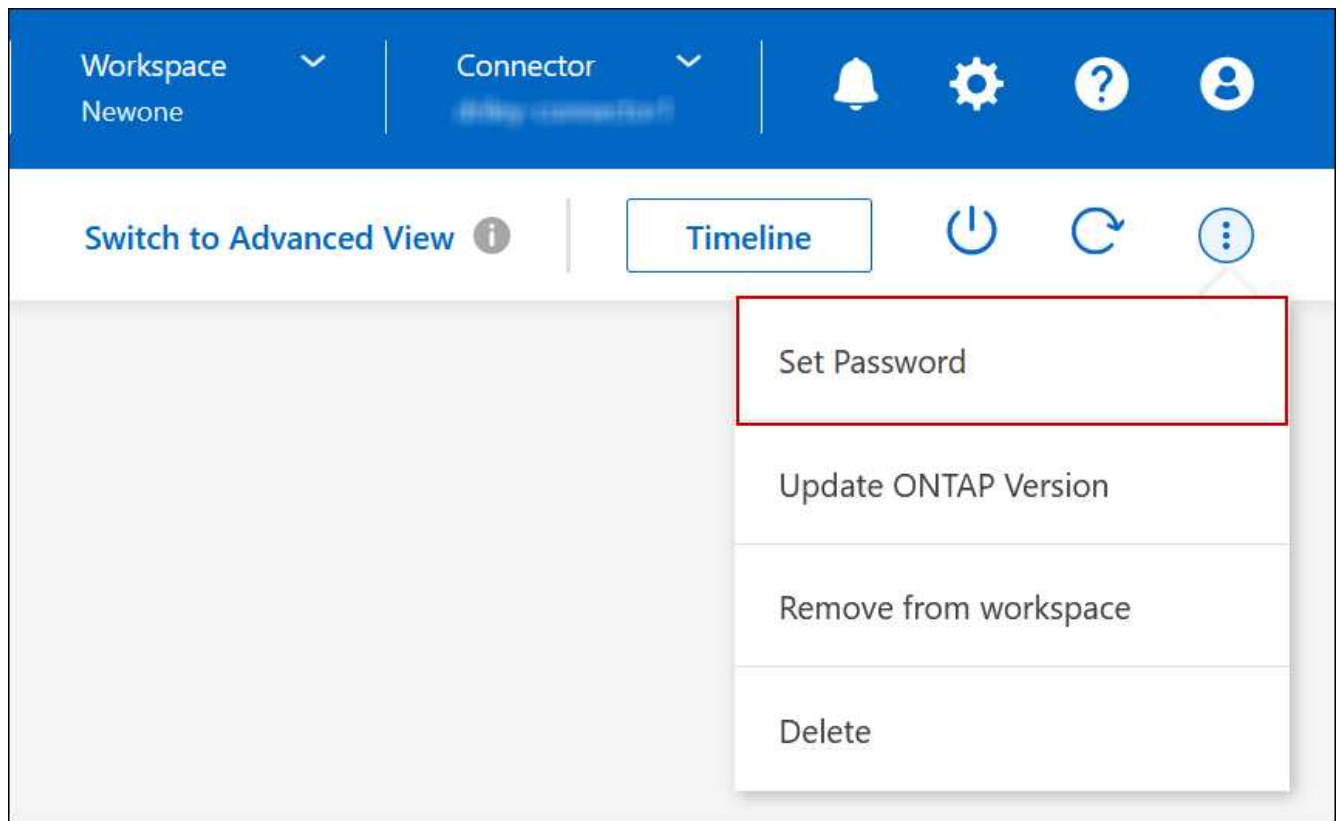 Workspace
Newone
Connector
Switch to Advanced View
Timeline
Set Password
Update ONTAP Version
Remove from workspace
Delete